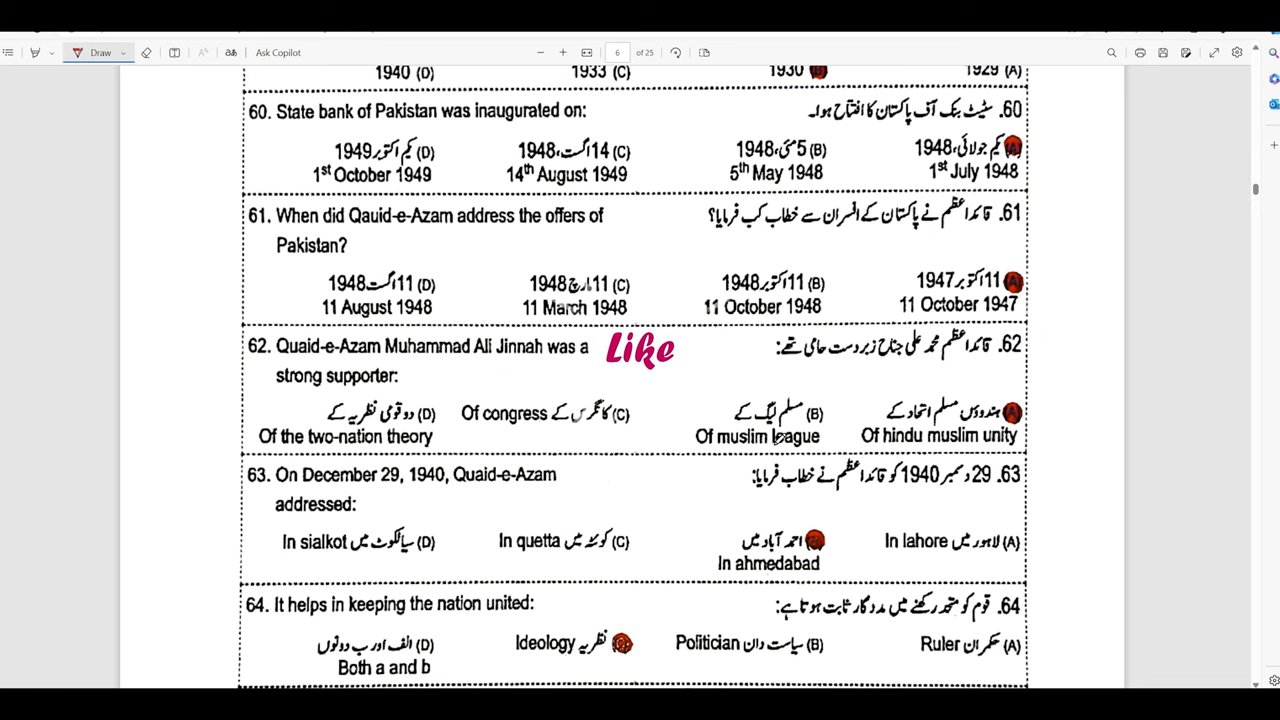 Draw
Ask Copilot
6 of 25
1940 (D) 1933 (C) 1930 1929 (A)
60. State bank of Pakistan was inaugurated on: 60. سٹیٹ بنک آف پاکستان کا افتتاح ہوا۔
(D) یکم اکتوبر 1949 (C) 14 اگست، 1948 (B) 5 مئی، 1948 (A) یکم جولائی، 1948
1st October 1949 14th August 1949 5th May 1948 1st July 1948
61. When did Qauid-e-Azam address the offers of 61. قائداعظم نے پاکستان کے افسران سے خطاب کب فرمایا؟
Pakistan?
(D) 11 اگست 1948 (C) 11 مارچ 1948 (B) 11 اکتوبر 1948 (A) 11 اکتوبر 1947
11 August 1948 11 March 1948 11 October 1948 11 October 1947
62. Quaid-e-Azam Muhammad Ali Jinnah was a Like 62. قائداعظم محمد علی جناح زبردست حامی تھے:
strong supporter:
(D) دو قومی نظریہ کے Of congress کانگرس کے (C) (B) مسلم لیگ کے (A) ہندوؤں مسلم اتحاد کے
Of the two-nation theory Of muslim league Of hindu muslim unity
63. On December 29, 1940, Quaid-e-Azam 63. 29 دسمبر 1940 کو قائداعظم نے خطاب فرمایا:
addressed:
In sialkot سیالکوٹ میں (D) In quetta کوئٹہ میں (C) احمد آباد میں In lahore لاہور میں (A)
In ahmedabad
64. It helps in keeping the nation united: 64. قوم کو متحد رکھنے میں مددگار ثابت ہوتا ہے:
(D) الف اور ب دونوں Ideology نظریہ (C) Politician سیاست دان (B) Ruler حکمران (A)
Both a and b